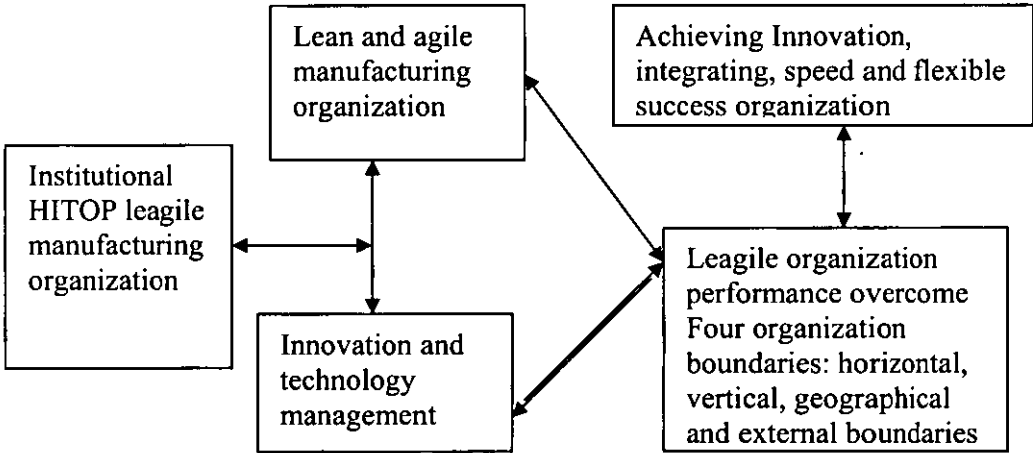 Lean and agile
manufacturing
organization
Achieving Innovation,
integrating, speed and flexible
success organization
Institutional
HITOP leagile
manufacturing
organization
Innovation and
technology
management
Leagile organization
performance overcome
Four organization
boundaries: horizontal,
vertical, geographical
and external boundaries